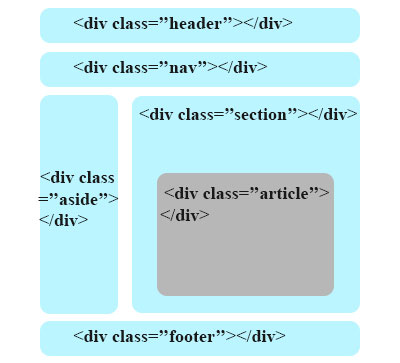 <div class=”header”></div>
<div class=”nav”></div>
<div class
=”aside”>
</div>
<div class=”section”></div>
<div class=”article”>
</div>
<div class=”footer”></div>